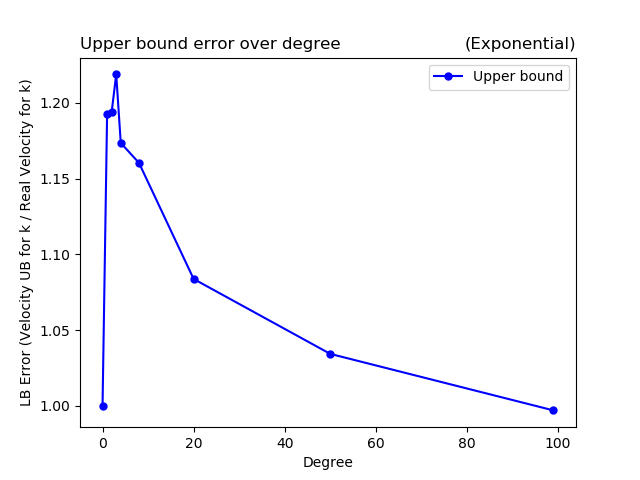 Upper bound error over degree (Exponential)
Upper bound
LB Error (Velocity UB for k / Real Velocity for k)
1.20
1.15
1.10
1.05
1.00
0 20 40 60 80 100
Degree